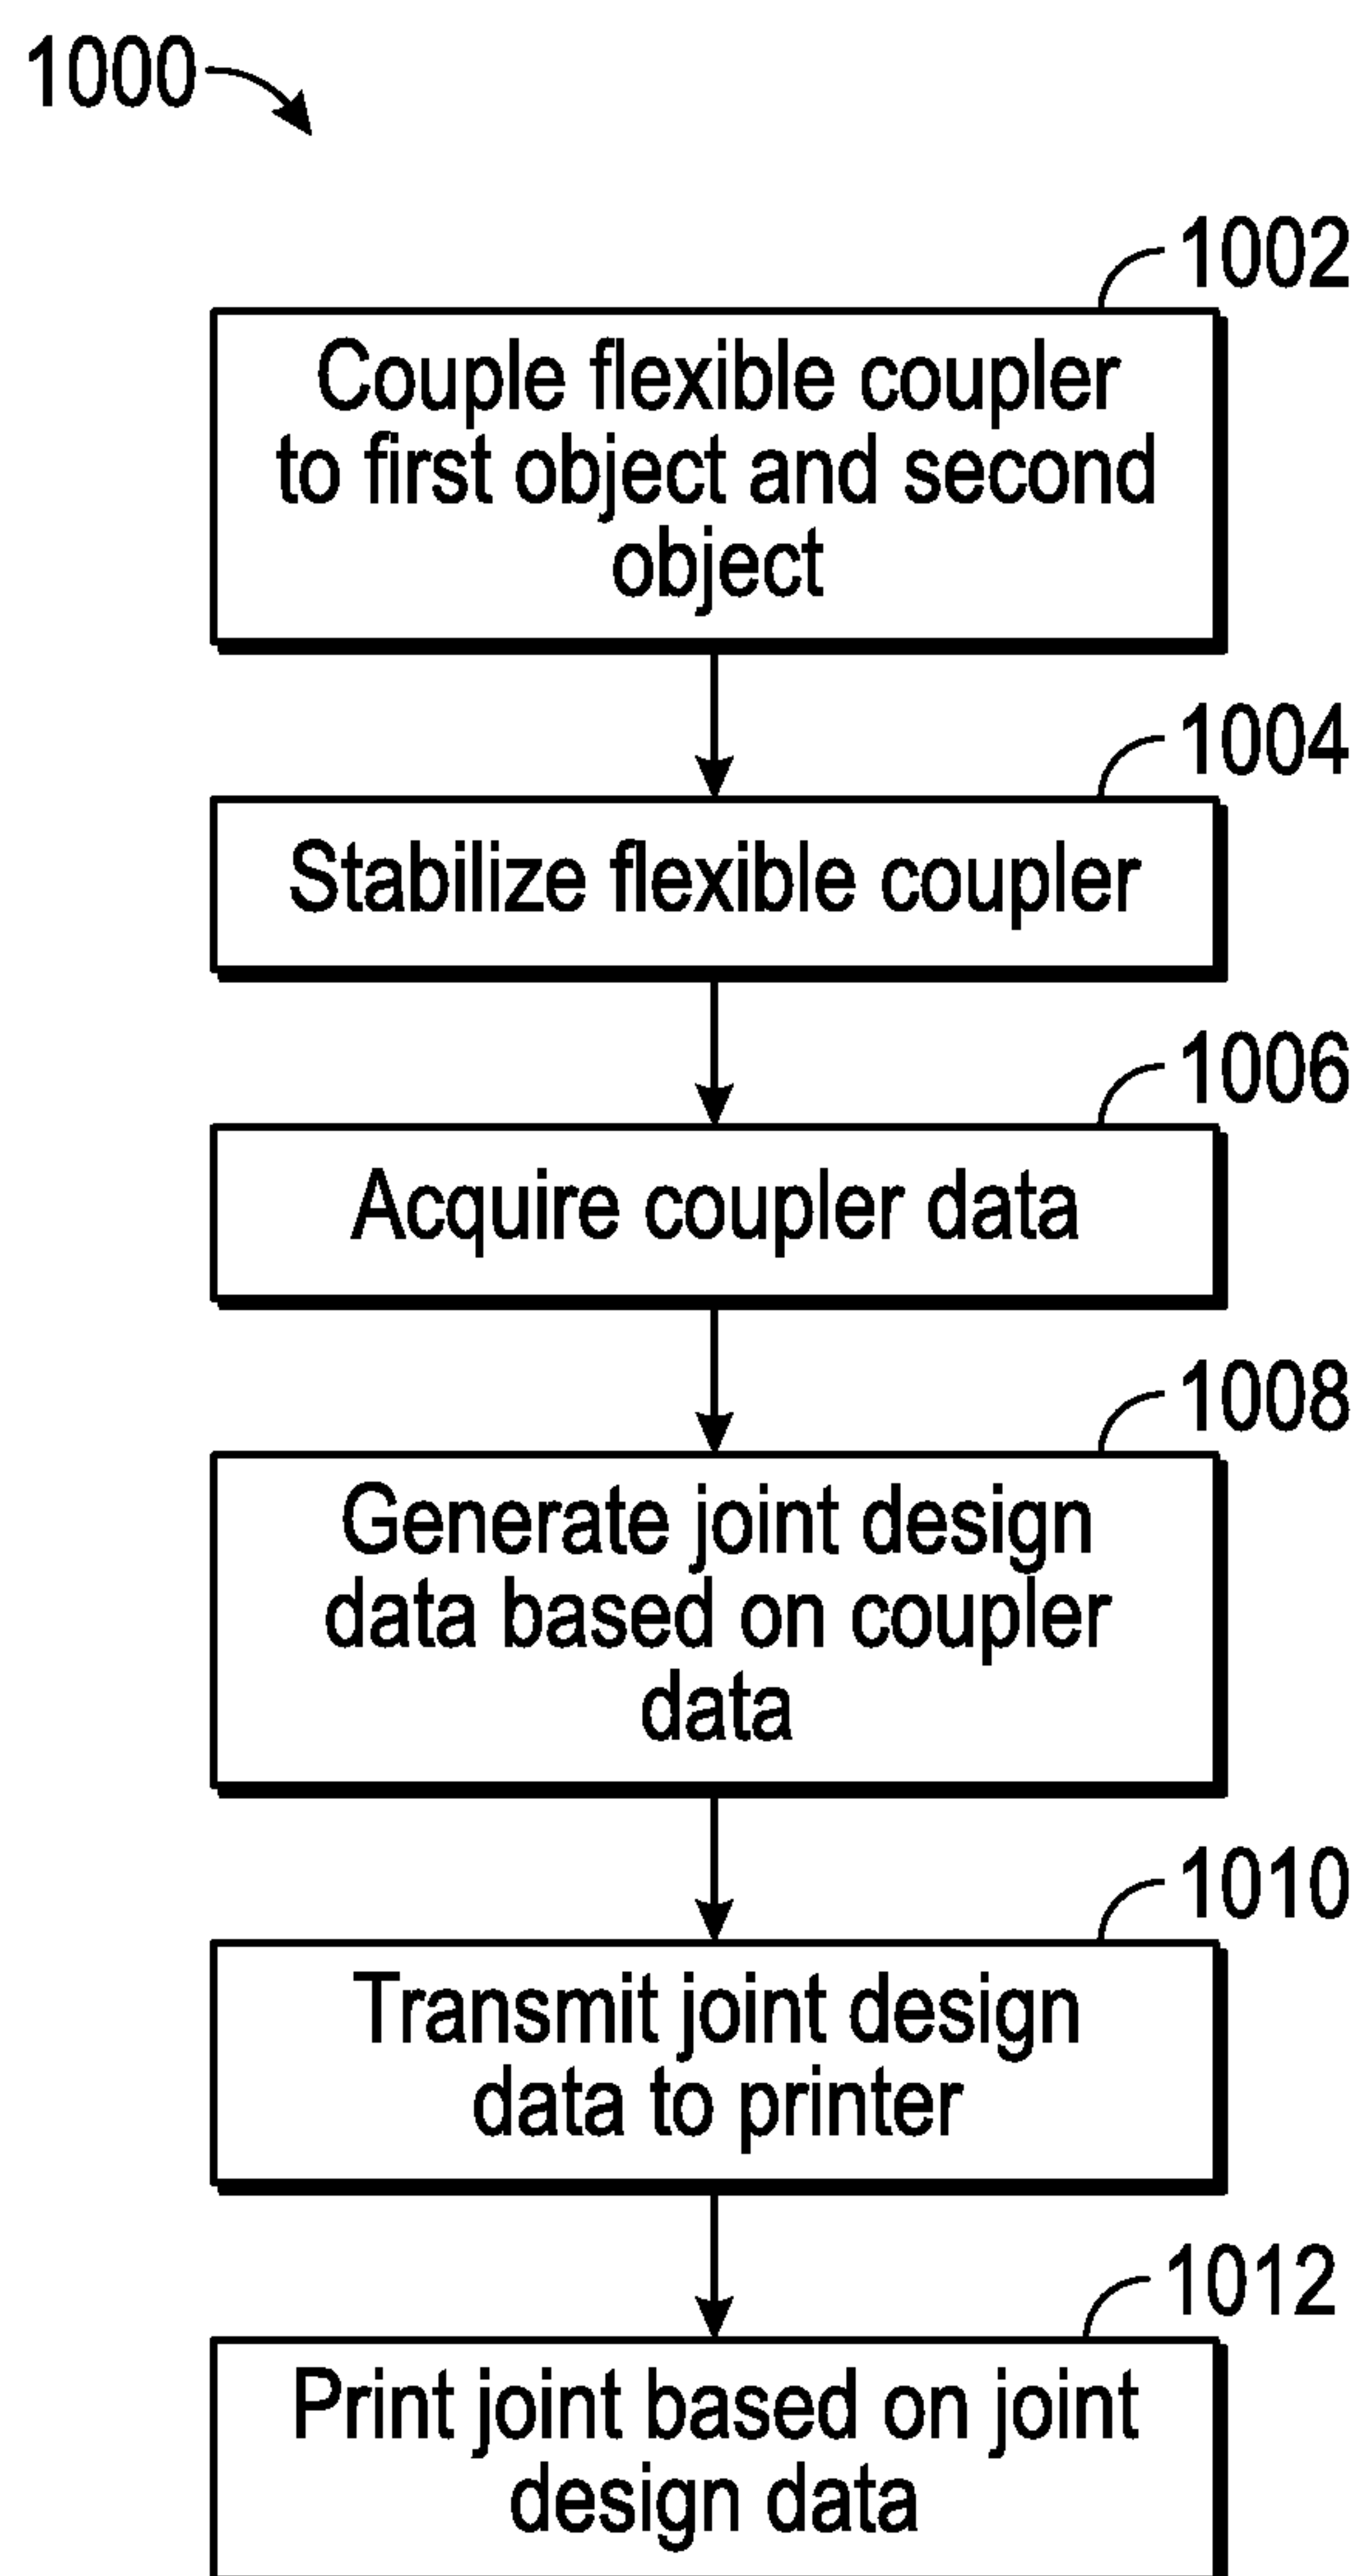 1000
1002
Couple flexible coupler
to first object and second
object
1004
Stabilize flexible coupler
1006
Acquire coupler data
1008
Generate joint design
data based on coupler
data
1010
Transmit joint design
data to printer
1012
Print joint based on joint
design data